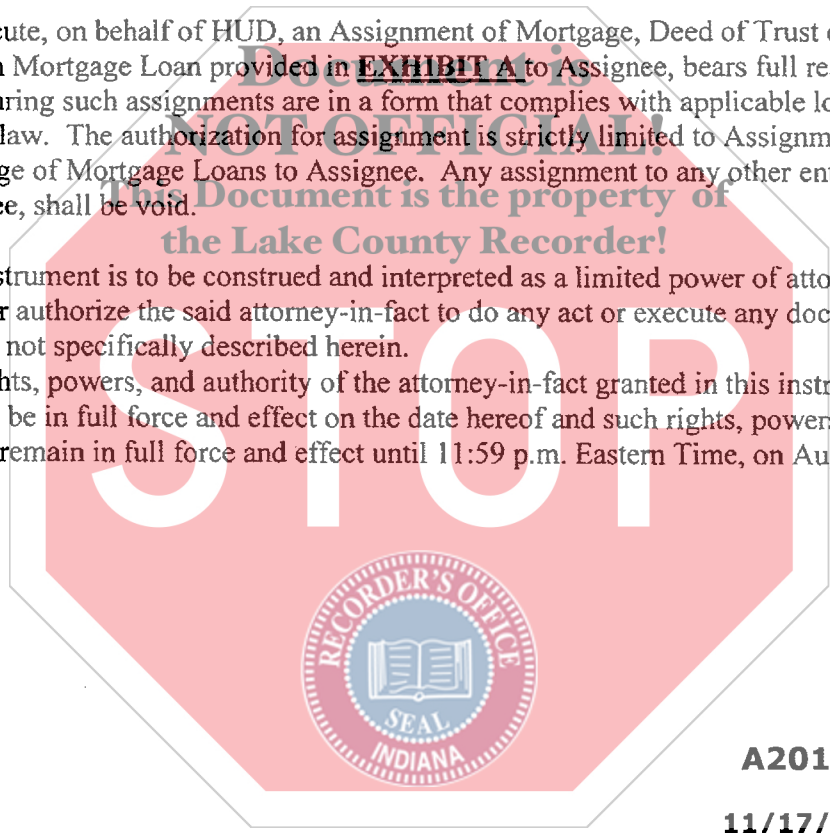 cute, on behalf of HUD, an Assignment of Mortgage, Deed of Trust
Document is
Mortgage Loan provided in EXHIBIT A to Assignee, bears full re
ring such assignments are in a form that complies with applicable lo
NOT OFFICIAL!
law. The authorization for assignment is strictly limited to Assignm
ge of Mortgage Loans to Assignee. Any assignment to any other ent
This Document is the property of
ee, shall be void.
the Lake County Recorder!
strument is to be construed and interpreted as a limited power of atto
r authorize the said attorney-in-fact to do any act or execute any doc
not specifically described herein.
hts, powers, and authority of the attorney-in-fact granted in this instr
be in full force and effect on the date hereof and such rights, power
remain in full force and effect until 11:59 p.m. Eastern Time, on Au
STOP
RECORDER'S OFFICE
SEAL
INDIANA
A201
11/17/